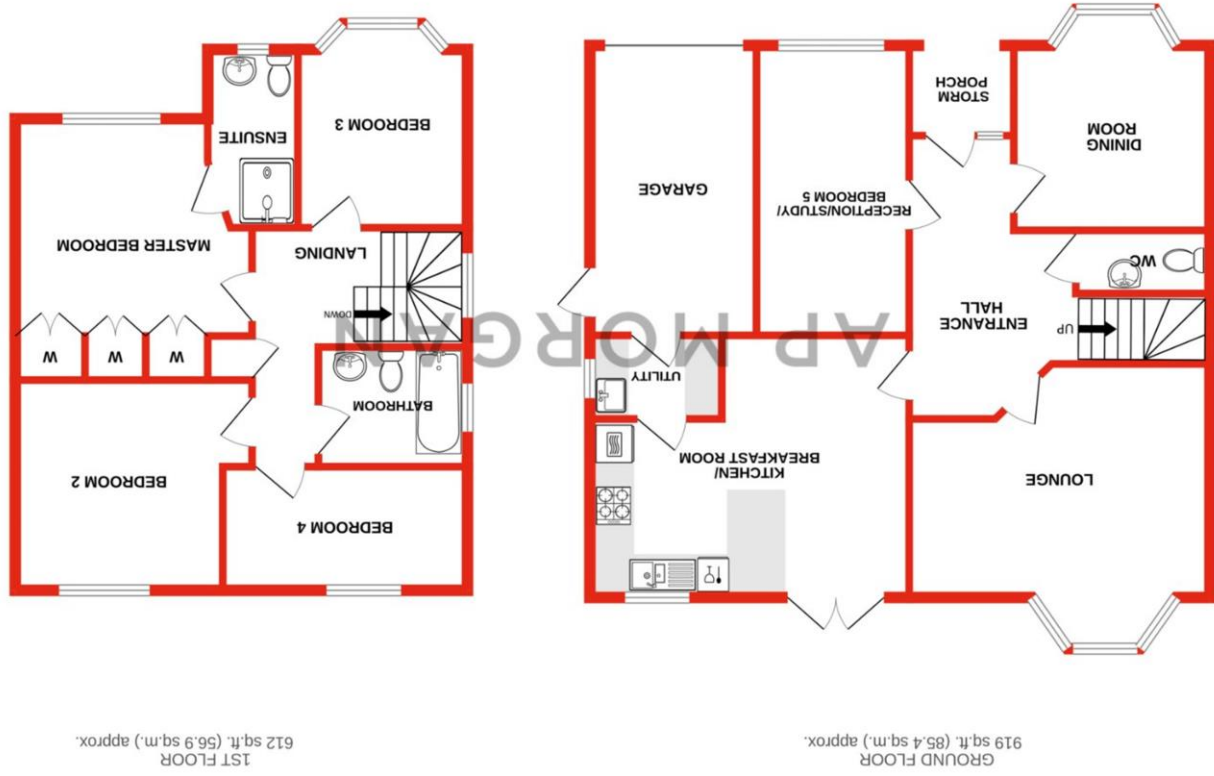 GROUND FLOOR
919 sq.ft. (85.4 sq.m.) approx.
LOUNGE
KITCHEN/
BREAKFAST ROOM
UTILITY
UP
ENTRANCE
HALL
WC
RECEPTION/STUDY/
BEDROOM 5
GARAGE
DINING
ROOM
STORM
PORCH
1ST FLOOR
612 sq.ft. (56.9 sq.m.) approx.
BEDROOM 4
BEDROOM 2
BATHROOM
W
W
W
DOWN
LANDING
MASTER BEDROOM
BEDROOM 3
ENSUITE
AP MORGAN